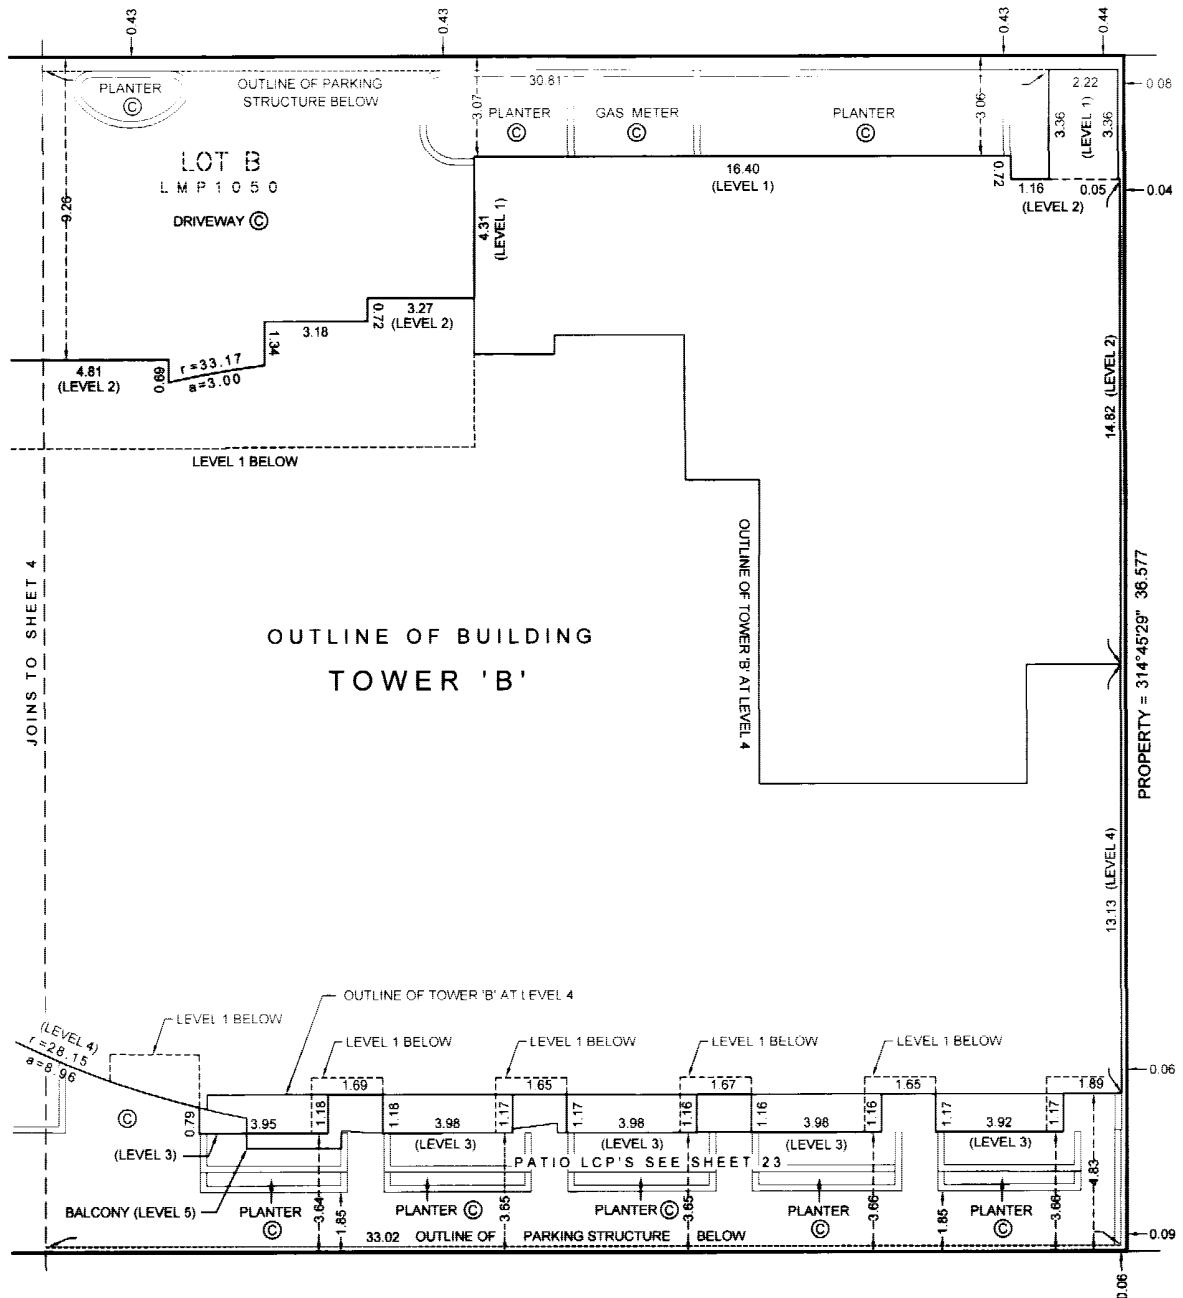 0.43
0.43
0.43
0.44
OUTLINE OF PARKING
STRUCTURE BELOW
30.81
2.22
0.08
PLANTER
©
3.07
PLANTER
©
GAS METER
©
PLANTER
©
3.06
3.36
(LEVEL 1)
3.36
LOT B
LMP1050
DRIVEWAY ©
9.26
16.40
(LEVEL 1)
0.72
1.16
(LEVEL 2)
0.05
0.04
4.31
(LEVEL 1)
3.27
(LEVEL 2)
0.72
3.18
1.34
r=33.17
a=3.00
4.81
(LEVEL 2)
0.69
14.82 (LEVEL 2)
LEVEL 1 BELOW
OUTLINE OF TOWER 'B' AT LEVEL 4
JOINS TO SHEET 4
OUTLINE OF BUILDING
TOWER 'B'
PROPERTY = 314°45'29" 36.577
13.13 (LEVEL 4)
OUTLINE OF TOWER 'B' AT LEVEL 4
LEVEL 1 BELOW
(LEVEL 4)
r=28.15
a=8.96
LEVEL 1 BELOW
LEVEL 1 BELOW
LEVEL 1 BELOW
LEVEL 1 BELOW
0.06
1.69
1.65
1.67
1.65
1.89
©
0.79
3.95
1.18
1.18
3.98
1.17
1.17
3.98
1.16
1.16
3.98
1.16
1.17
3.92
1.17
(LEVEL 3)
(LEVEL 3)
(LEVEL 3)
(LEVEL 3)
(LEVEL 3)
PATIO LCP'S SEE SHEET 23
4.83
BALCONY (LEVEL 5)
PLANTER
©
3.64
1.85
PLANTER ©
3.65
PLANTER ©
3.65
PLANTER
©
3.66
1.85
PLANTER
©
3.66
33.02 OUTLINE OF PARKING STRUCTURE BELOW
0.09
0.06